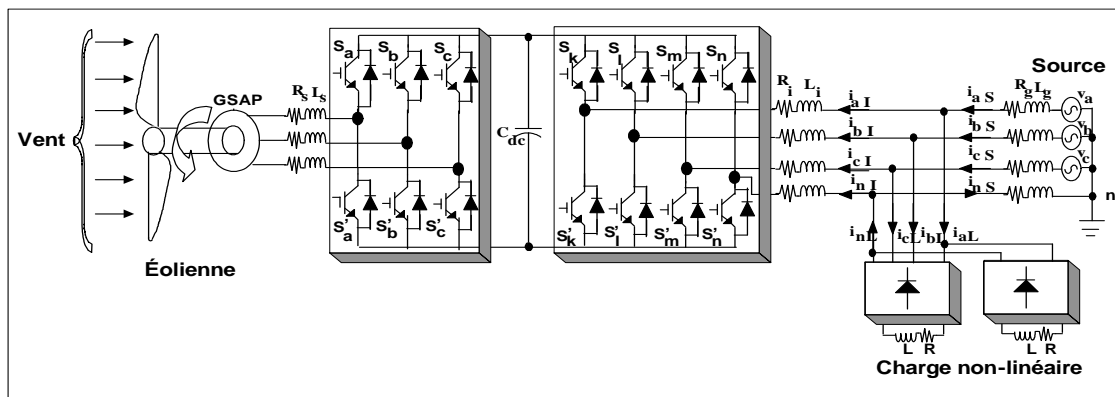 Vent
Éolienne
GSAP
R_s L_s
S_a S_b S_c
S'_a S'_b S'_c
C_dc
S_k S_l S_m S_n
S'_k S'_l S'_m S'_n
R_i L_i
i_a I
i_b I
i_c I
i_n I
i_a S
i_b S
i_c S
i_n S
R_g L_g
Source
v_a
v_b
v_c
n
i_nL i_cL i_bL i_aL
L R
L R
Charge non-linéaire